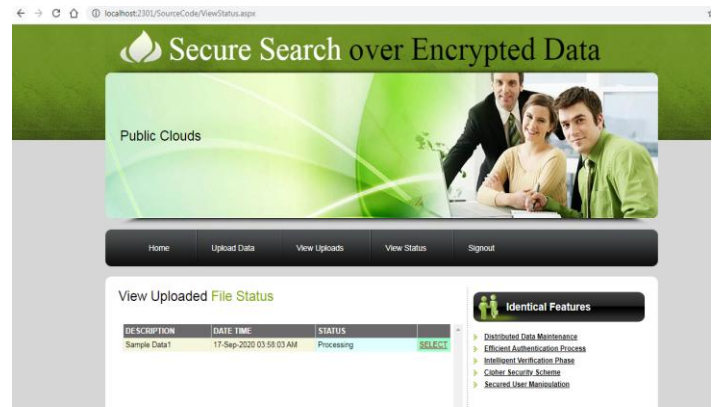 localhost:2301/SourceCode/ViewStatus.aspx
Secure Search over Encrypted Data
Public Clouds
Home Upload Data View Uploads View Status Signout
View Uploaded File Status
DESCRIPTION DATE TIME STATUS
Sample Data1 17-Sep-2020 03:58:03 AM Processing SELECT
Identical Features
Distributed Data Maintenance
Efficient Authentication Process
Intelligent Verification Phase
Cipher Security Scheme
Secured User Manipulation